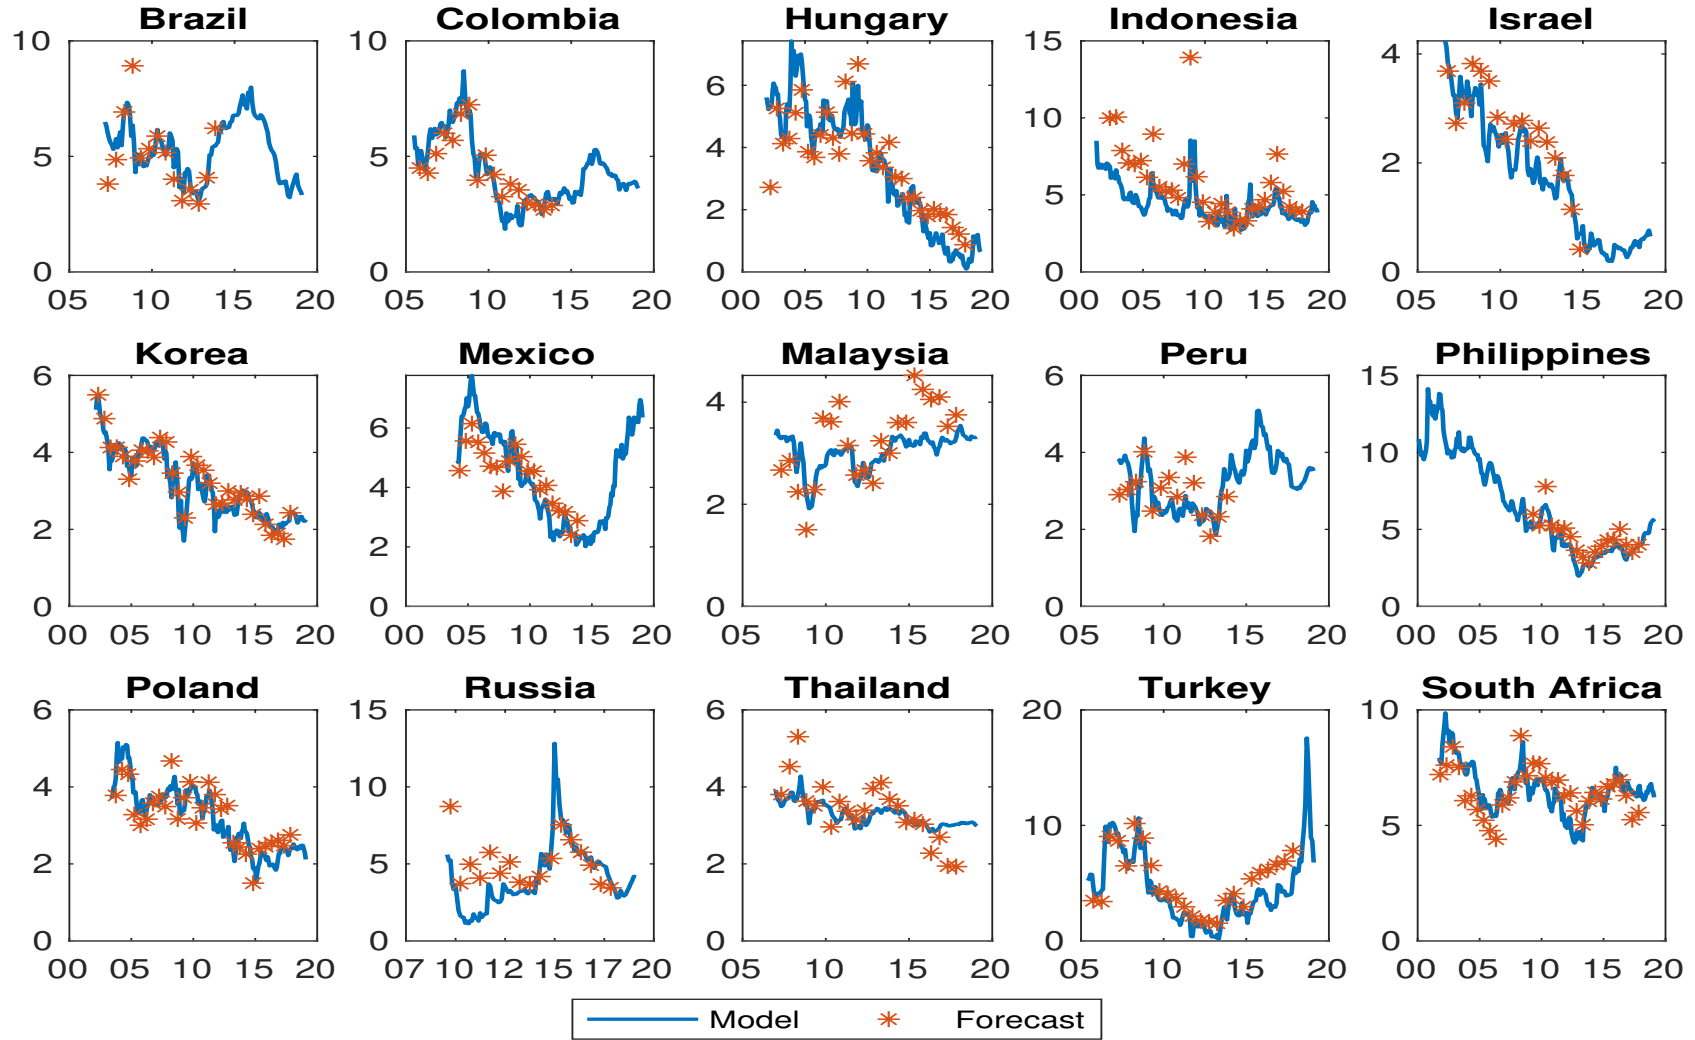 Brazil Colombia Hungary Indonesia Israel
10 10 15
6 4
5 5 4 10 2
2 5
0 0 0 0 0
05 10 15 20 05 10 15 20 00 05 10 15 20 00 05 10 15 20 05 10 15 20
Korea Mexico Malaysia Peru Philippines
6 6 15
6 4
4 4 4 10
2 2 2 2 5
0 0 0 0
00 05 10 15 20 00 05 10 15 20 05 10 15 20 05 10 15 20 00 05 10 15 20
Poland Russia Thailand Turkey South Africa
6 15 6 20 10
4 10 4 10 5
2 5 2
0 0 0 0 0
00 05 10 15 20 07 10 12 15 17 20 05 10 15 20 05 10 15 20 00 05 10 15 20
Model Forecast